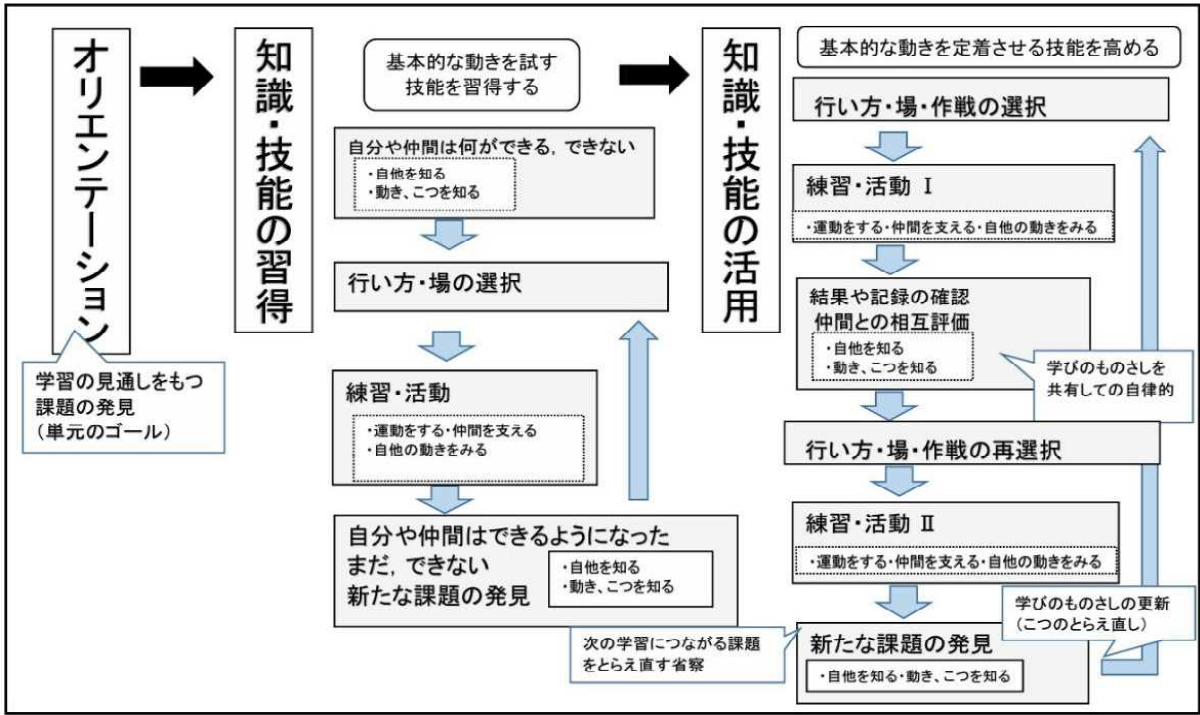 オリエンテーション
学習の見通しをもつ
課題の発見
(単元のゴール)
知識・技能の習得
基本的な動きを試す
技能を習得する
自分や仲間は何ができる，できない
・自他を知る
・動き、こつを知る
行い方・場の選択
練習・活動
・運動をする・仲間を支える
・自他の動きをみる
自分や仲間はできるようになった
まだ，できない
新たな課題の発見
・自他を知る
・動き、こつを知る
知識・技能の活用
基本的な動きを定着させる技能を高める
行い方・場・作戦の選択
練習・活動 Ⅰ
・運動をする・仲間を支える・自他の動きをみる
結果や記録の確認
仲間との相互評価
・自他を知る
・動き、こつを知る
学びのものさしを
共有しての自律的
行い方・場・作戦の再選択
練習・活動 Ⅱ
・運動をする・仲間を支える・自他の動きをみる
学びのものさしの更新
(こつのとらえ直し)
次の学習につながる課題
をとらえ直す省察
新たな課題の発見
・自他を知る・動き、こつを知る